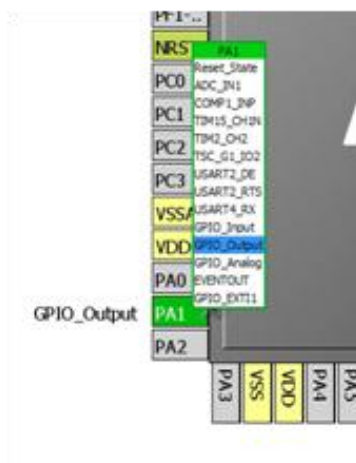 PF1-..
NRS
PA1
Reset_State
PC0
ADC_IN1
COMP1_INP
PC1
TIM15_CH1N
TIM2_CH2
PC2
TSC_G1_IO2
USART2_DE
PC3
USART2_RTS
VSSA
USART4_RX
GPIO_Input
VDD
GPIO_Output
GPIO_Analog
PA0
EVENTOUT
GPIO_EXTI1
GPIO_Output
PA1
PA2
PA3
VSS
VDD
PA4
PA5